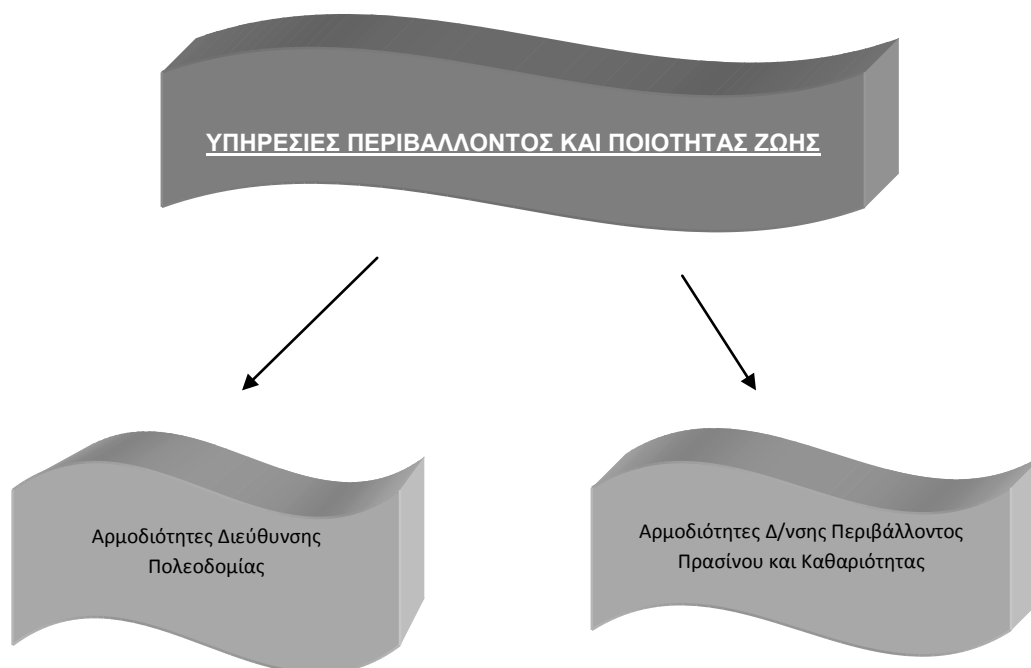 ΥΠΗΡΕΣΙΕΣ ΠΕΡΙΒΑΛΛΟΝΤΟΣ ΚΑΙ ΠΟΙΟΤΗΤΑΣ ΖΩΗΣ
Αρμοδιότητες Διεύθυνσης
Πολεοδομίας
Αρμοδιότητες Δ/νσης Περιβάλλοντος
Πρασίνου και Καθαριότητας